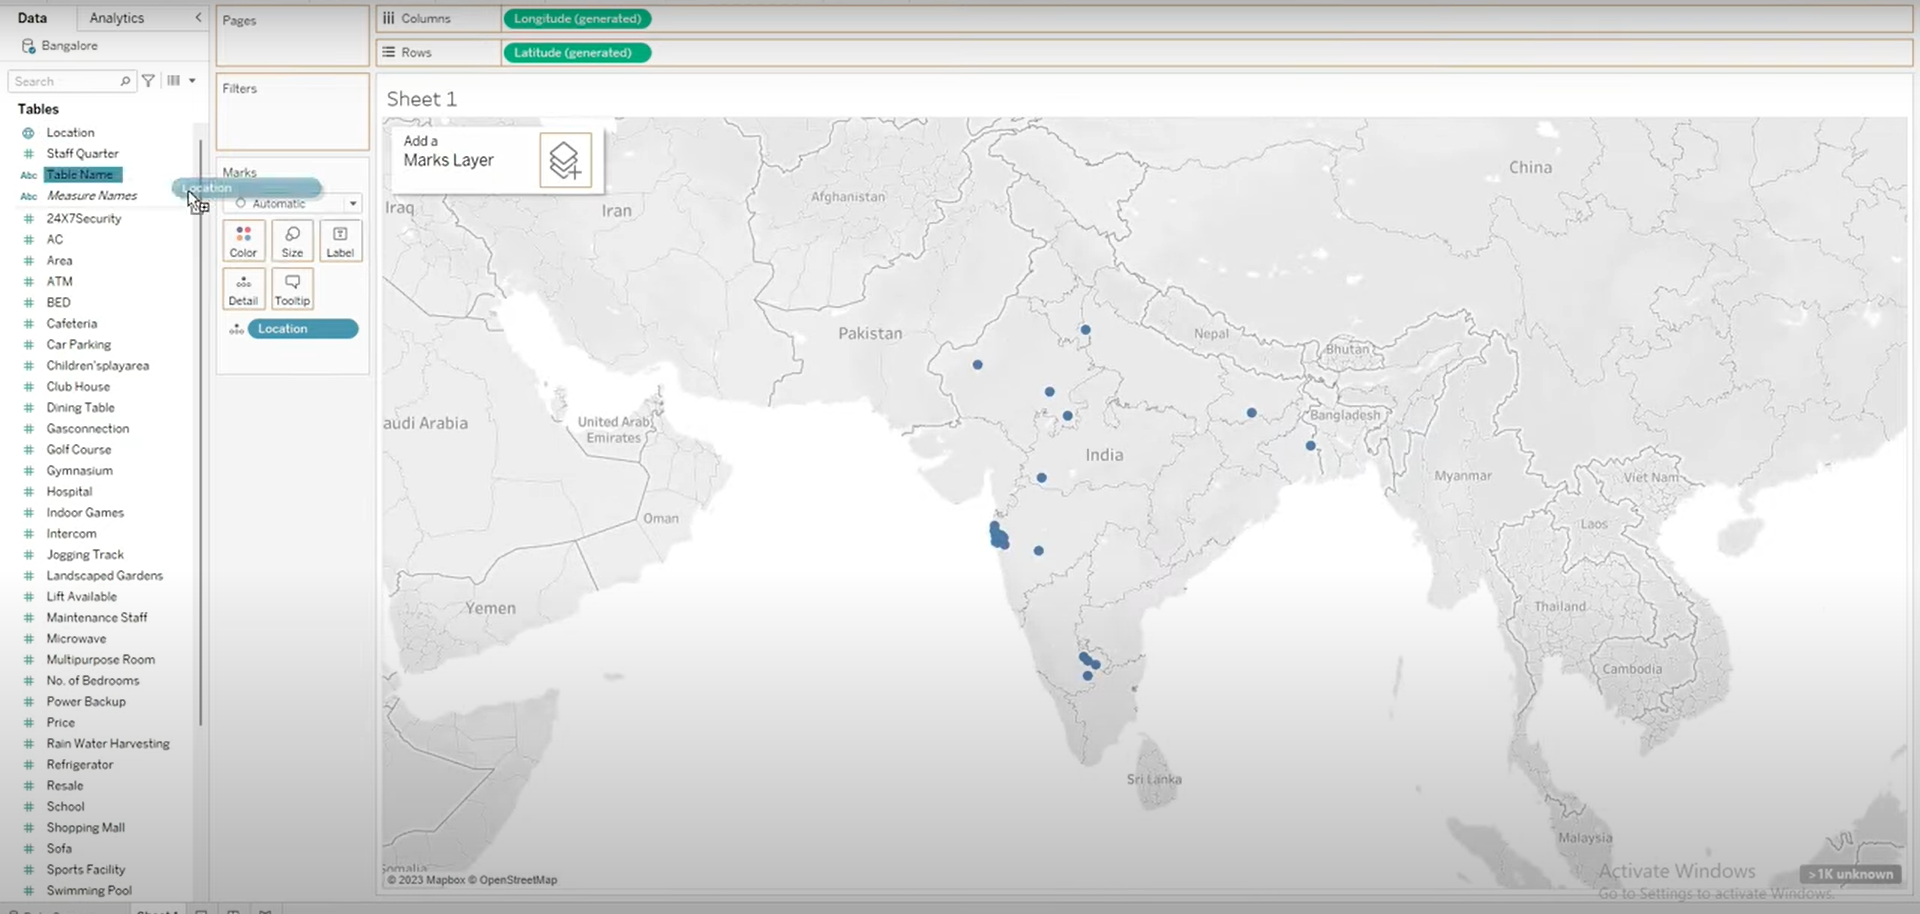 Data
Analytics
Bangalore
Search
Tables
Location
Staff Quarter
Abc Table Name
Abc Measure Names
# 24X7Security
# AC
# Area
# ATM
# BED
# Cafeteria
# Car Parking
# Children'splayarea
# Club House
# Dining Table
# Gasconnection
# Golf Course
# Gymnasium
# Hospital
# Indoor Games
# Intercom
# Jogging Track
# Landscaped Gardens
# Lift Available
# Maintenance Staff
# Microwave
# Multipurpose Room
# No. of Bedrooms
# Power Backup
# Price
# Rain Water Harvesting
# Refrigerator
# Resale
# School
# Shopping Mall
# Sofa
# Sports Facility
# Swimming Pool
Pages
Filters
Marks
Location
Automatic
Color
Size
Label
Detail
Tooltip
Location
Columns
Longitude (generated)
Rows
Latitude (generated)
Sheet 1
Add a
Marks Layer
China
Afghanistan
Iraq
Iran
Pakistan
Nepal
Bhutan
Bangladesh
audi Arabia
United Arab
Emirates
India
Myanmar
Viet Nam
Laos
Oman
Yemen
Thailand
Cambodia
Sri Lanka
Malaysia
Somalia
© 2023 Mapbox © OpenStreetMap
Activate Windows
Go to Settings to activate Windows.
>1K unknown